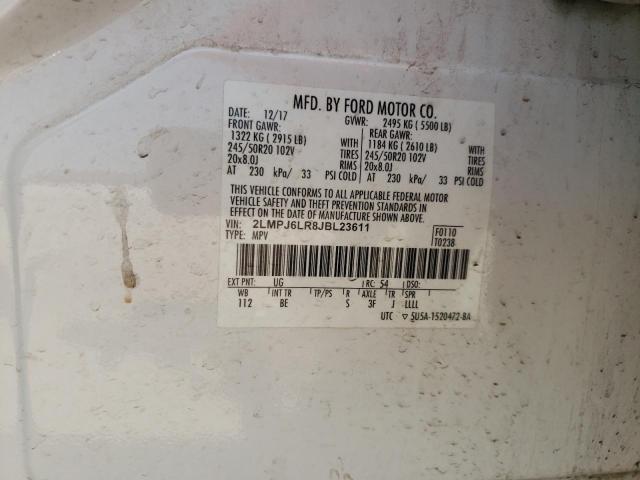 MFD. BY FORD MOTOR CO.
DATE: 12/17 GVWR: 2495 KG ( 5500 LB)
FRONT GAWR: REAR GAWR:
1322 KG ( 2915 LB) WITH 1184 KG ( 2610 LB) WITH
245/50R20 102V TIRES 245/50R20 102V TIRES
20x8.0J RIMS 20x8.0J RIMS
AT 230 kPa/ 33 PSI COLD AT 230 kPa/ 33 PSI COLD
THIS VEHICLE CONFORMS TO ALL APPLICABLE FEDERAL MOTOR
VEHICLE SAFETY AND THEFT PREVENTION STANDARDS IN
EFFECT ON THE DATE OF MANUFACTURE SHOWN ABOVE.
VIN: 2LMPJ6LR8JBL23611 F0110
TYPE: MPV T0238
EXT PNT: UG RC: 54 DSO:
WB INT TR TP/PS R AXLE TR SPR
112 BE S 3F J LLLL
UTC ▽ 5U5A-1520472-BA